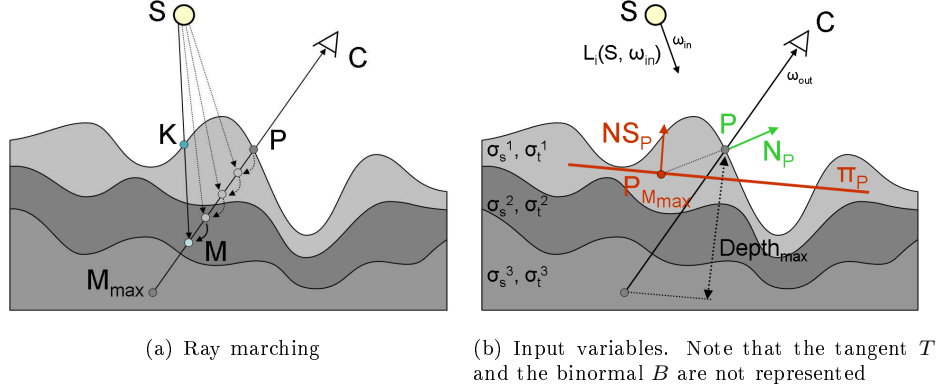 S
C
K
P
M
M_max
(a) Ray marching
S
ω_in
L_i(S, ω_in)
C
ω_out
P
NS_P
N_P
σ_s^1, σ_t^1
P_M_max
π_P
σ_s^2, σ_t^2
Depth_max
σ_s^3, σ_t^3
(b) Input variables. Note that the tangent T
and the binormal B are not represented